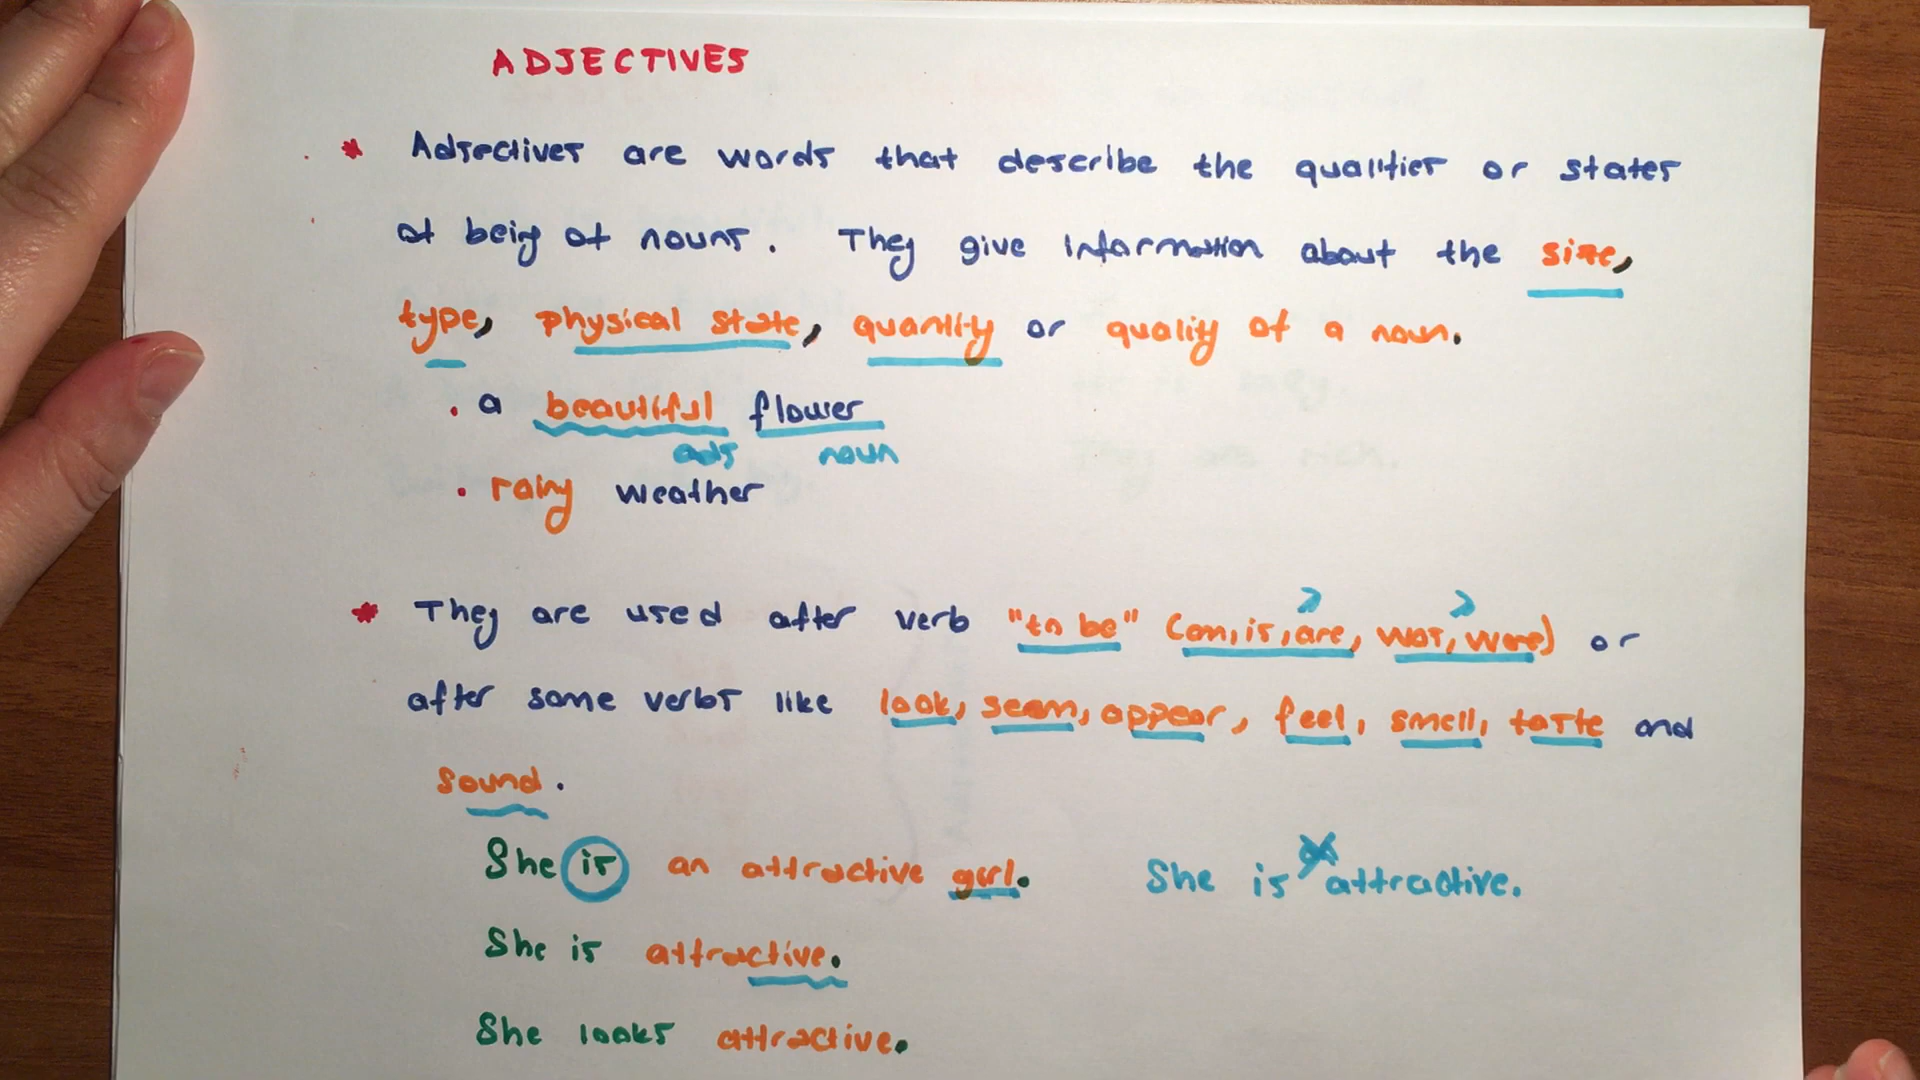 ADJECTIVES
* Adjectives are words that describe the qualities or states
of being of nouns. They give information about the size,
type, physical state, quantity or quality of a noun.
. a beautiful flower
adj noun
. rainy weather
* They are used after verb "to be" (am, is, are, was, were) or
after some verbs like look, seem, appear, feel, smell, taste and
sound.
She is an attractive girl. She is attractive.
She is attractive.
She looks attractive.